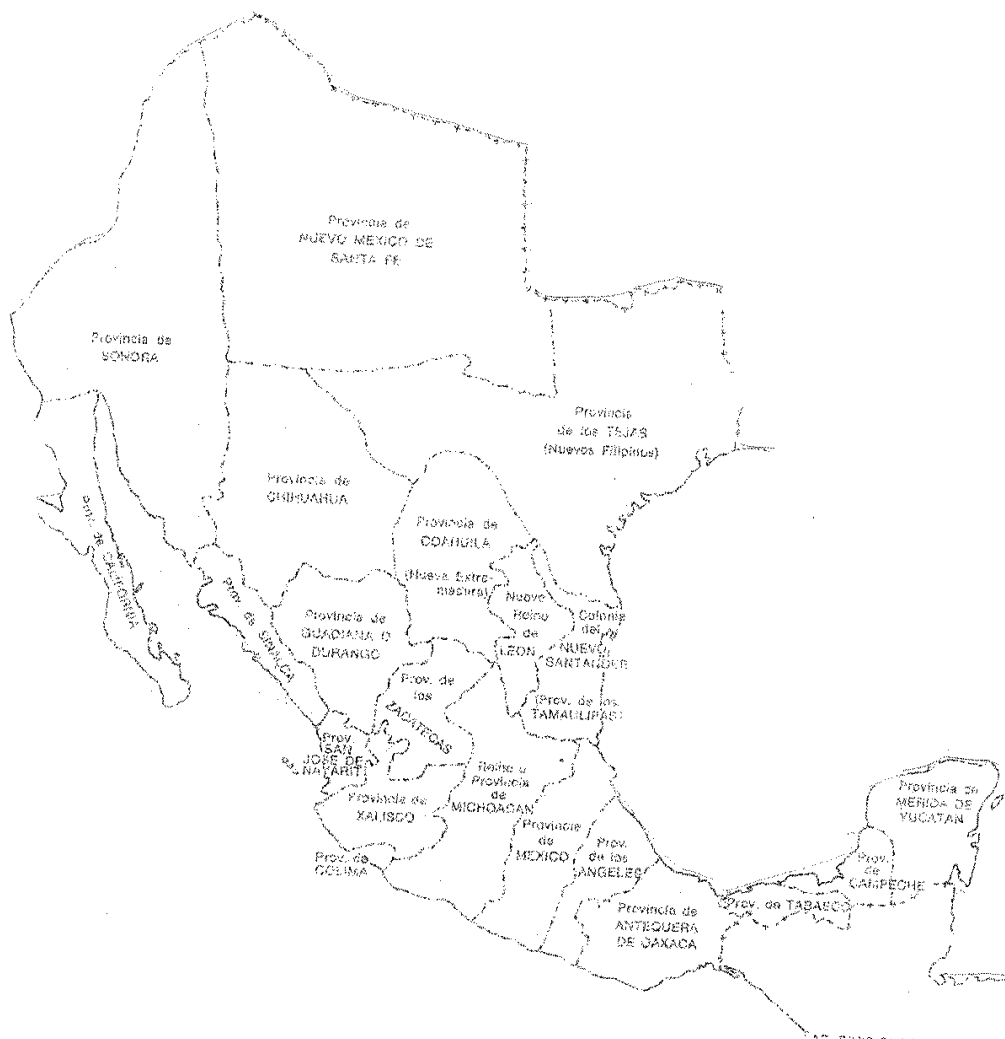 Provincia de
NUEVO MEXICO DE
SANTA FE
Provincia de
SONORA
Provincia
de los TEJAS
(Nuevos Filipinos)
Provincia de
CHIHUAHUA
Provincia de
COAHUILA
(Nueva Extre-
madura)
Prov. de CALIFORNIA
Nuevo
Reino
de
LEON
Colonia
del
NUEVO
SANTANDER
(Prov. de los
TAMAULIPAS)
Prov. de SINALOA
Provincia de
GUADIANA O
DURANGO
Prov. de
los
ZACATECAS
Prov.
SAN
JOSE DE
NAYARIT
Reino o
Provincia
de
MICHOACAN
Provincia de
XALISCO
Prov. de
COLIMA
Provincia
de
MEXICO
Prov.
de los
ANGELES
Provincia de
MERIDA DE
YUCATAN
Prov.
de
CAMPECHE
Prov. de TABASCO
Provincia de
ANTEQUERA
DE OAXACA